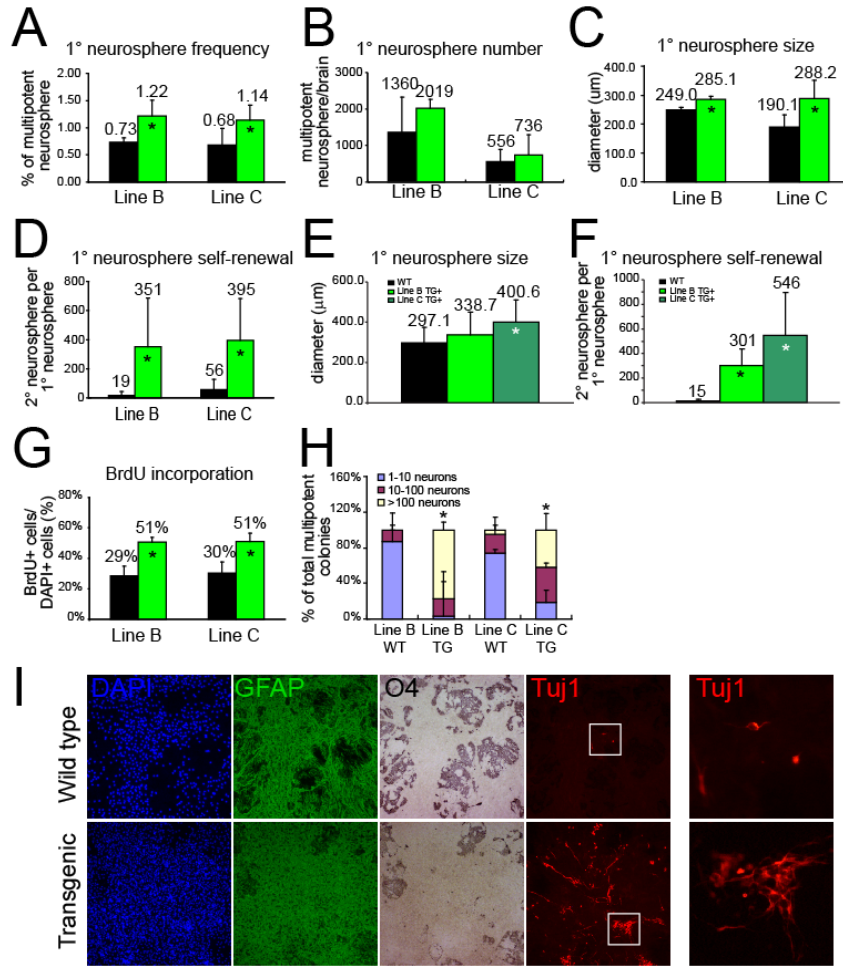 A
1° neurosphere frequency
% of multipotent
neurosphere
2.00
1.50
1.00
0.50
0.00
0.73
1.22
*
0.68
1.14
*
Line B
Line C
B
1° neurosphere number
multipotent
neurosphere/brain
3000
2000
1000
0
1360
2019
556
736
Line B
Line C
C
1° neurosphere size
diameter (um)
400.0
300.0
200.0
100.0
0.0
249.0
285.1
*
190.1
288.2
*
Line B
Line C
D
1° neurosphere self-renewal
2° neurosphere per
1° neurosphere
800
600
400
200
0
19
351
*
56
395
*
Line B
Line C
E
1° neurosphere size
diameter (µm)
600.0
400.0
200.0
0.0
WT
Line B TG+
Line C TG+
297.1
338.7
400.6
*
F
1° neurosphere self-renewal
2° neurosphere per
1° neurosphere
1000
800
600
400
200
0
WT
Line B TG+
Line C TG+
15
301
*
546
*
G
BrdU incorporation
BrdU+ cells/
DAPI+ cells (%)
80%
60%
40%
20%
0%
29%
51%
*
30%
51%
*
Line B
Line C
H
% of total multipotent
colonies
160%
120%
80%
40%
0%
1-10 neurons
10-100 neurons
>100 neurons
*
*
Line B
WT
Line B
TG
Line C
WT
Line C
TG
I
DAPI
GFAP
O4
Tuj1
Tuj1
Wild type
Transgenic